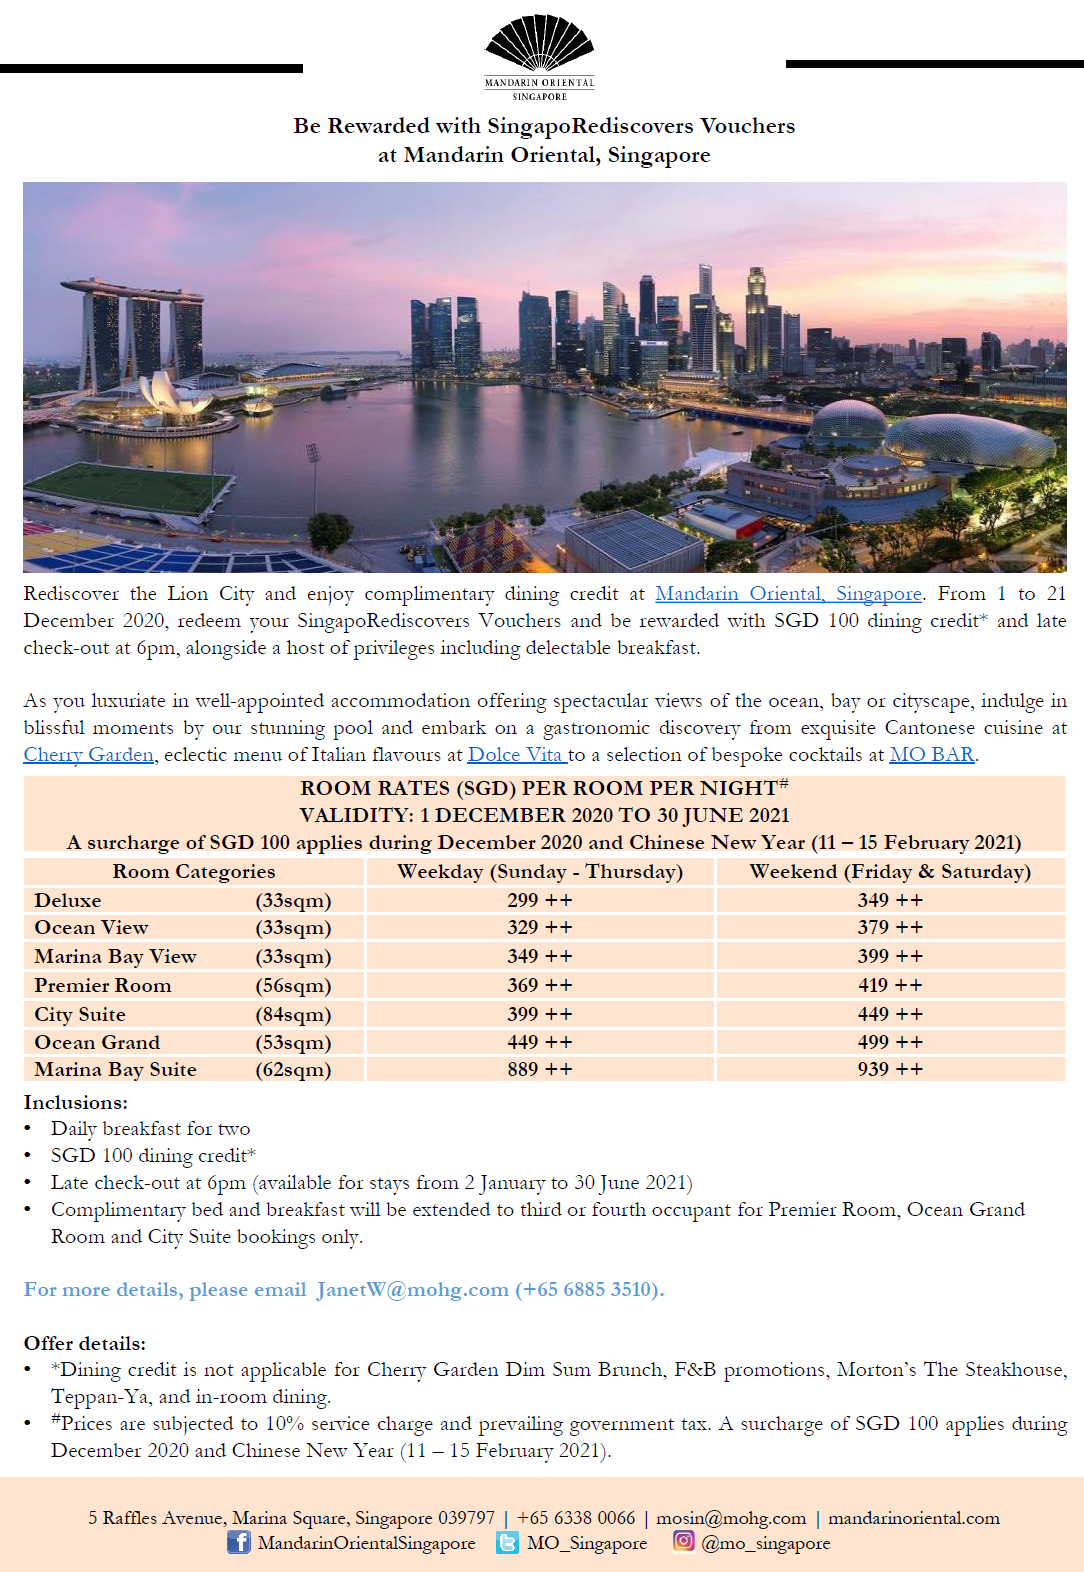 MANDARIN ORIENTAL
SINGAPORE
Be Rewarded with SingapoRediscovers Vouchers
at Mandarin Oriental, Singapore
Rediscover the Lion City and enjoy complimentary dining credit at Mandarin Oriental, Singapore. From 1 to 21
December 2020, redeem your SingapoRediscovers Vouchers and be rewarded with SGD 100 dining credit* and late
check-out at 6pm, alongside a host of privileges including delectable breakfast.
As you luxuriate in well-appointed accommodation offering spectacular views of the ocean, bay or cityscape, indulge in
blissful moments by our stunning pool and embark on a gastronomic discovery from exquisite Cantonese cuisine at
Cherry Garden, eclectic menu of Italian flavours at Dolce Vita to a selection of bespoke cocktails at MO BAR.
ROOM RATES (SGD) PER ROOM PER NIGHT#
VALIDITY: 1 DECEMBER 2020 TO 30 JUNE 2021
A surcharge of SGD 100 applies during December 2020 and Chinese New Year (11 – 15 February 2021)
Room Categories Weekday (Sunday - Thursday) Weekend (Friday & Saturday)
Deluxe (33sqm) 299 ++ 349 ++
Ocean View (33sqm) 329 ++ 379 ++
Marina Bay View (33sqm) 349 ++ 399 ++
Premier Room (56sqm) 369 ++ 419 ++
City Suite (84sqm) 399 ++ 449 ++
Ocean Grand (53sqm) 449 ++ 499 ++
Marina Bay Suite (62sqm) 889 ++ 939 ++
Inclusions:
• Daily breakfast for two
• SGD 100 dining credit*
• Late check-out at 6pm (available for stays from 2 January to 30 June 2021)
• Complimentary bed and breakfast will be extended to third or fourth occupant for Premier Room, Ocean Grand
Room and City Suite bookings only.
For more details, please email JanetW@mohg.com (+65 6885 3510).
Offer details:
• *Dining credit is not applicable for Cherry Garden Dim Sum Brunch, F&B promotions, Morton's The Steakhouse,
Teppan-Ya, and in-room dining.
• #Prices are subjected to 10% service charge and prevailing government tax. A surcharge of SGD 100 applies during
December 2020 and Chinese New Year (11 – 15 February 2021).
5 Raffles Avenue, Marina Square, Singapore 039797 | +65 6338 0066 | mosin@mohg.com | mandarinoriental.com
MandarinOrientalSingapore MO_Singapore @mo_singapore